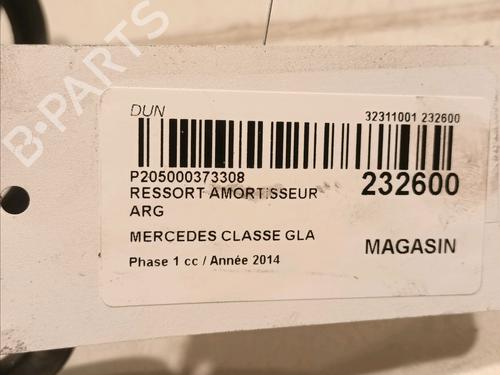 B-PARTS
DUN
32311001 232600
P205000373308
RESSORT AMORTISSEUR
ARG
232600
MERCEDES CLASSE GLA
MAGASIN
Phase 1 cc / Année 2014